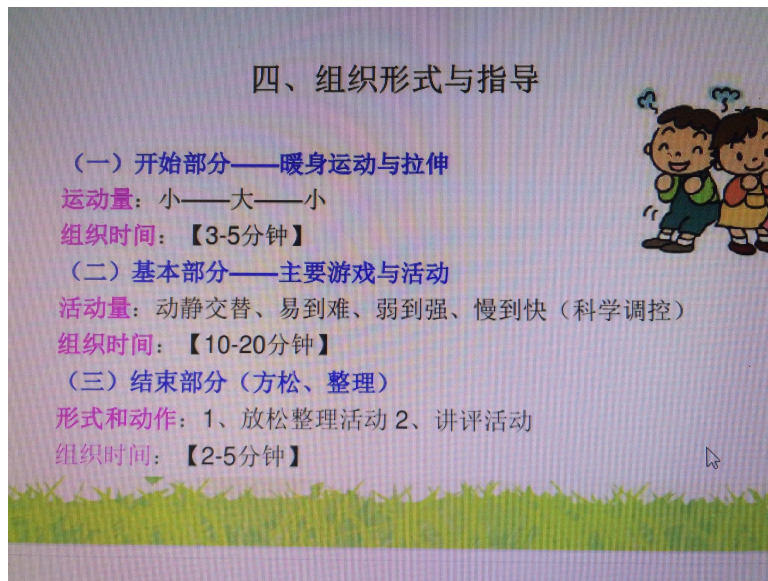 四、组织形式与指导
（一）开始部分——暖身运动与拉伸
运动量：小——大——小
组织时间：【3-5分钟】
（二）基本部分——主要游戏与活动
活动量：动静交替、易到难、弱到强、慢到快（科学调控）
组织时间：【10-20分钟】
（三）结束部分（方松、整理）
形式和动作：1、放松整理活动 2、讲评活动
组织时间：【2-5分钟】